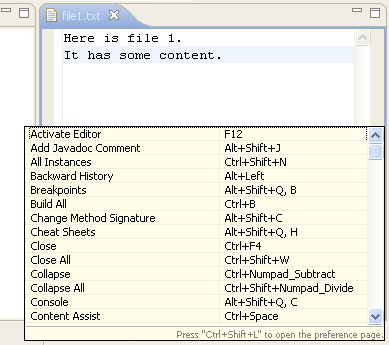 file1.txt
Here is file 1.
It has some content.
Activate Editor F12
Add Javadoc Comment Alt+Shift+J
All Instances Ctrl+Shift+N
Backward History Alt+Left
Breakpoints Alt+Shift+Q, B
Build All Ctrl+B
Change Method Signature Alt+Shift+C
Cheat Sheets Alt+Shift+Q, H
Close Ctrl+F4
Close All Ctrl+Shift+W
Collapse Ctrl+Numpad_Subtract
Collapse All Ctrl+Shift+Numpad_Divide
Console Alt+Shift+Q, C
Content Assist Ctrl+Space
Press "Ctrl+Shift+L" to open the preference page.